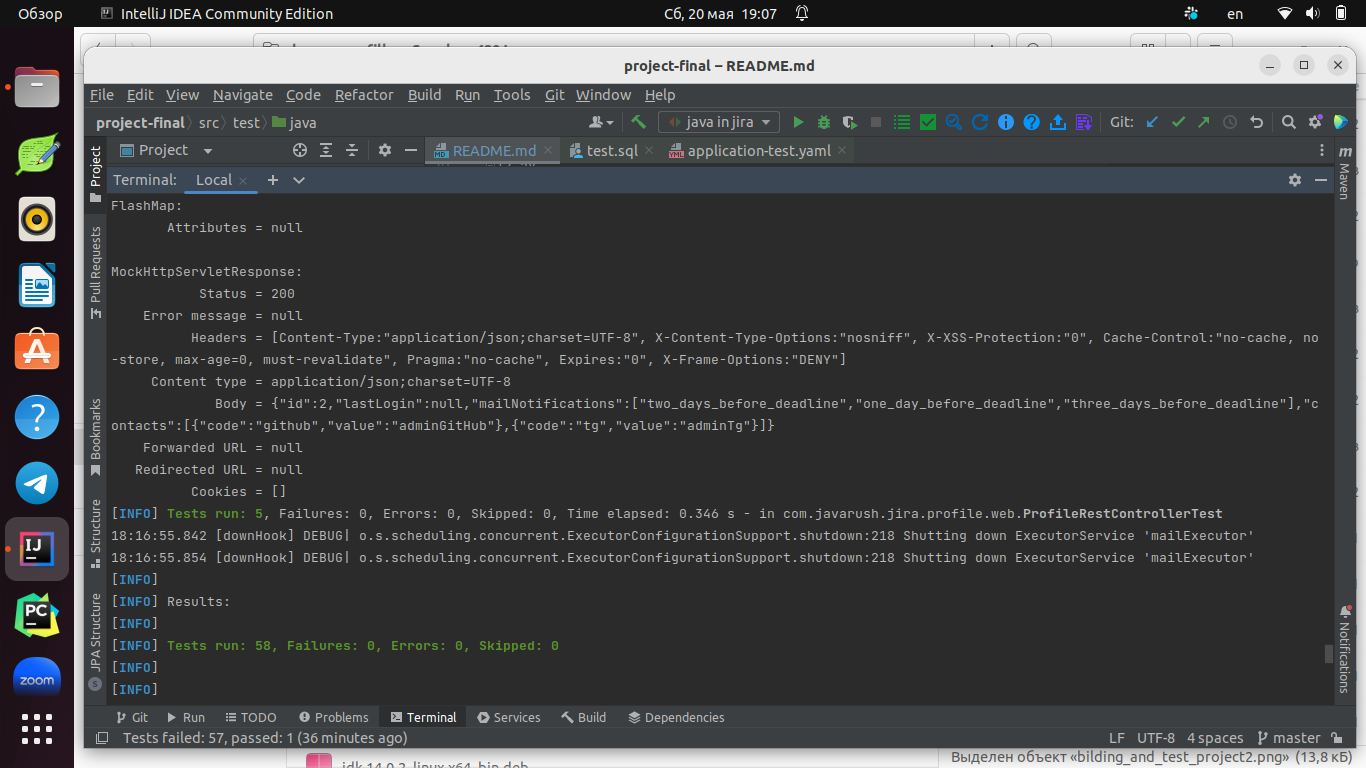 Обзор
IntelliJ IDEA Community Edition
Сб, 20 мая 19:07
en
project-final – README.md
File Edit View Navigate Code Refactor Build Run Tools Git Window Help
project-final src test java
java in jira
Git:
Project
README.md
test.sql
application-test.yaml
Terminal: Local
Project
Pull Requests
Bookmarks
Structure
JPA Structure
Maven
Notifications
FlashMap:
Attributes = null
MockHttpServletResponse:
Status = 200
Error message = null
Headers = [Content-Type:"application/json;charset=UTF-8", X-Content-Type-Options:"nosniff", X-XSS-Protection:"0", Cache-Control:"no-cache, no
-store, max-age=0, must-revalidate", Pragma:"no-cache", Expires:"0", X-Frame-Options:"DENY"]
Content type = application/json;charset=UTF-8
Body = {"id":2,"lastLogin":null,"mailNotifications":["two_days_before_deadline","one_day_before_deadline","three_days_before_deadline"],"c
ontacts":[{"code":"github","value":"adminGitHub"},{"code":"tg","value":"adminTg"}]}
Forwarded URL = null
Redirected URL = null
Cookies = []
[INFO] Tests run: 5, Failures: 0, Errors: 0, Skipped: 0, Time elapsed: 0.346 s - in com.javarush.jira.profile.web.ProfileRestControllerTest
18:16:55.842 [downHook] DEBUG| o.s.scheduling.concurrent.ExecutorConfigurationSupport.shutdown:218 Shutting down ExecutorService 'mailExecutor'
18:16:55.854 [downHook] DEBUG| o.s.scheduling.concurrent.ExecutorConfigurationSupport.shutdown:218 Shutting down ExecutorService 'mailExecutor'
[INFO]
[INFO] Results:
[INFO]
[INFO] Tests run: 58, Failures: 0, Errors: 0, Skipped: 0
[INFO]
[INFO]
Git Run TODO Problems Terminal Services Build Dependencies
Tests failed: 57, passed: 1 (36 minutes ago)
LF UTF-8 4 spaces master
Выделен объект «bilding_and_test_project2.png» (13,8 кБ)
zoom
PC
IJ